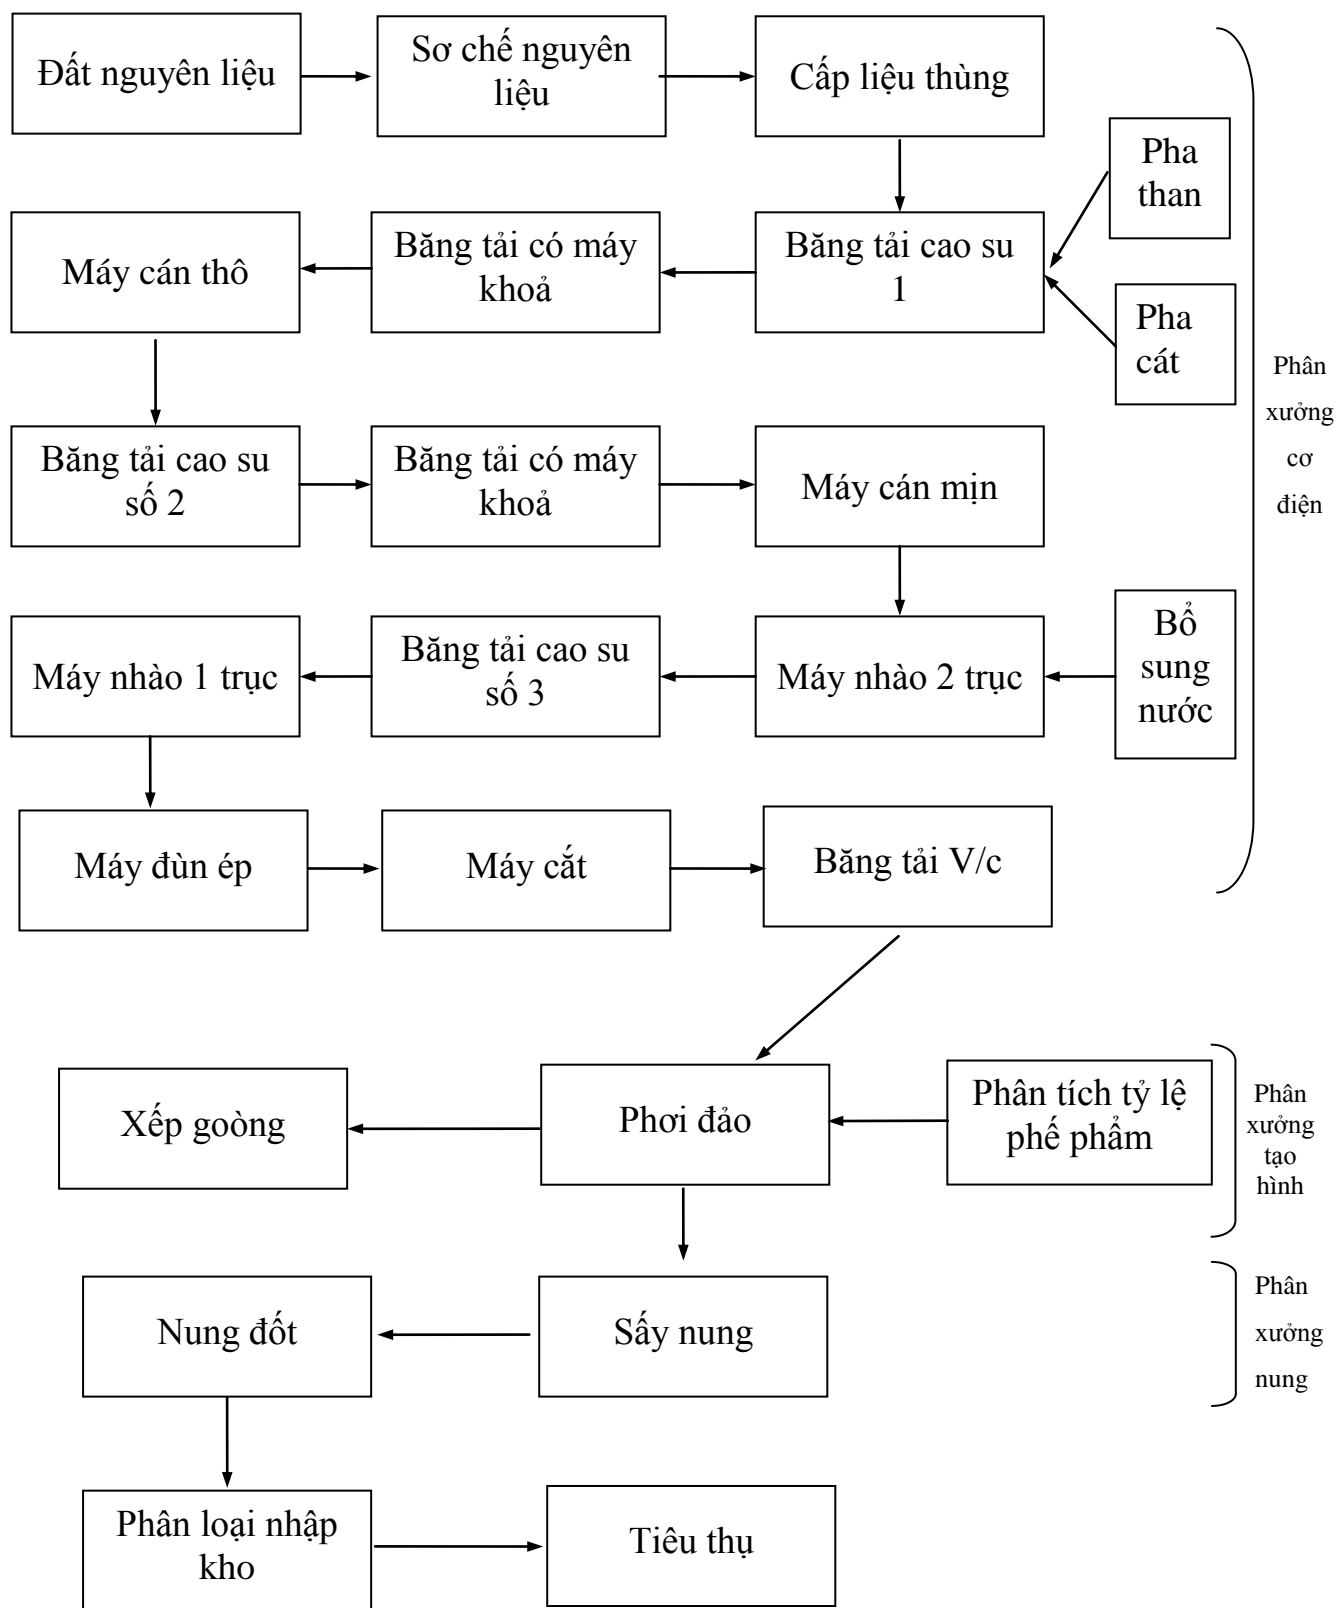 Đất nguyên liệu
Sơ chế nguyên
liệu
Cấp liệu thùng
Pha
than
Máy cán thô
Băng tải có máy
khoả
Băng tải cao su
1
Pha
cát
Phân
xưởng
cơ
điện
Băng tải cao su
số 2
Băng tải có máy
khoả
Máy cán mịn
Máy nhào 1 trục
Băng tải cao su
số 3
Máy nhào 2 trục
Bổ
sung
nước
Máy đùn ép
Máy cắt
Băng tải V/c
Xếp goòng
Phơi đảo
Phân tích tỷ lệ
phế phẩm
Phân
xưởng
tạo
hình
Nung đốt
Sấy nung
Phân
xưởng
nung
Phân loại nhập
kho
Tiêu thụ